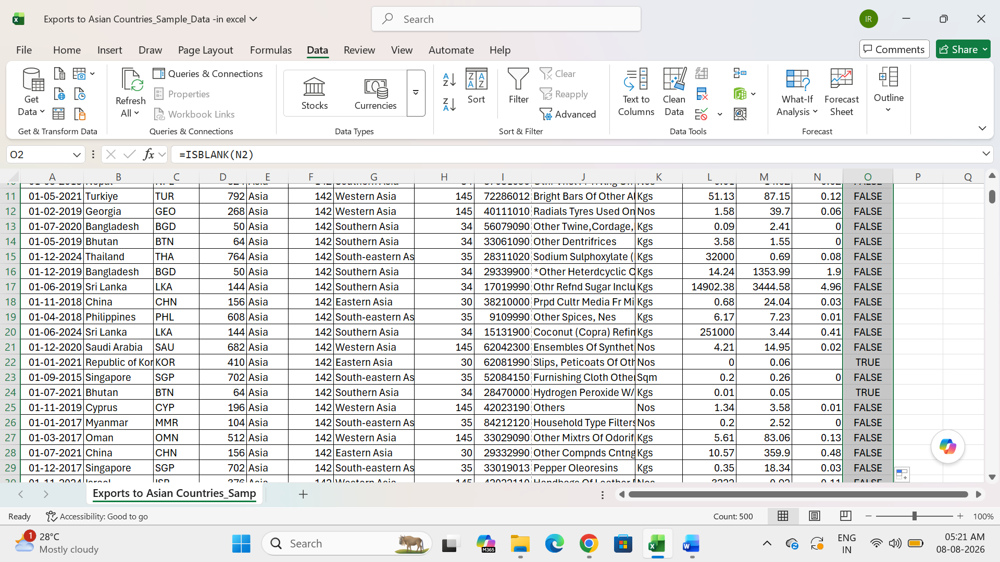 Exports to Asian Countries_Sample_Data -in excel
Search
IR
File Home Insert Draw Page Layout Formulas Data Review View Automate Help
Comments Share
Get Data
Refresh All
Queries & Connections
Properties
Workbook Links
Stocks
Currencies
Sort
Filter
Clear
Reapply
Advanced
Text to Columns
Clean Data
What-If Analysis
Forecast Sheet
Outline
Get & Transform Data
Queries & Connections
Data Types
Sort & Filter
Data Tools
Forecast
O2
fx
=ISBLANK(N2)
A B C D E F G H I J K L M N O P Q
11 01-05-2021 Turkiye TUR 792 Asia 142 Western Asia 145 72286012 Bright Bars Of Other Al Kgs 51.13 87.15 0.12 FALSE
12 01-02-2019 Georgia GEO 268 Asia 142 Western Asia 145 40111010 Radials Tyres Used On Nos 1.58 39.7 0.06 FALSE
13 01-07-2020 Bangladesh BGD 50 Asia 142 Southern Asia 34 56079090 Other Twine,Cordage, Kgs 0.09 2.41 0 FALSE
14 01-05-2019 Bhutan BTN 64 Asia 142 Southern Asia 34 33061090 Other Dentrifrices Kgs 3.58 1.55 0 FALSE
15 01-12-2024 Thailand THA 764 Asia 142 South-eastern As 35 28311020 Sodium Sulphoxylate ( Kgs 32000 0.69 0.08 FALSE
16 01-12-2019 Bangladesh BGD 50 Asia 142 Southern Asia 34 29339900 *Other Heterdcyclic C Kgs 14.24 1353.99 1.9 FALSE
17 01-06-2019 Sri Lanka LKA 144 Asia 142 Southern Asia 34 17019990 Othr Refnd Sugar Inclu Kgs 14902.38 3444.58 4.96 FALSE
18 01-11-2018 China CHN 156 Asia 142 Eastern Asia 30 38210000 Prpd Cultr Media Fr Mi Kgs 0.68 24.04 0.03 FALSE
19 01-04-2018 Philippines PHL 608 Asia 142 South-eastern As 35 9109990 Other Spices, Nes Kgs 6.17 7.23 0.01 FALSE
20 01-06-2024 Sri Lanka LKA 144 Asia 142 Southern Asia 34 15131900 Coconut (Copra) Refin Kgs 251000 3.44 0.41 FALSE
21 01-12-2020 Saudi Arabia SAU 682 Asia 142 Western Asia 145 62042300 Ensembles Of Synthet Nos 4.21 14.95 0.02 FALSE
22 01-01-2021 Republic of Kor KOR 410 Asia 142 Eastern Asia 30 62081990 Slips, Peticoats Of Oth Nos 0 0.06 TRUE
23 01-09-2015 Singapore SGP 702 Asia 142 South-eastern As 35 52084150 Furnishing Cloth Other Sqm 0.2 0.26 0 FALSE
24 01-07-2021 Bhutan BTN 64 Asia 142 Southern Asia 34 28470000 Hydrogen Peroxide W/ Kgs 0.01 0.05 TRUE
25 01-11-2019 Cyprus CYP 196 Asia 142 Western Asia 145 42023190 Others Nos 1.34 3.58 0.01 FALSE
26 01-01-2017 Myanmar MMR 104 Asia 142 South-eastern As 35 84212120 Household Type Filters Nos 0.2 2.52 0 FALSE
27 01-03-2017 Oman OMN 512 Asia 142 Western Asia 145 33029090 Other Mixtrs Of Odorif Kgs 5.61 83.06 0.13 FALSE
28 01-07-2021 China CHN 156 Asia 142 Eastern Asia 30 29332990 Other Compnds Cntng Kgs 10.57 359.9 0.48 FALSE
29 01-12-2017 Singapore SGP 702 Asia 142 South-eastern As 35 33019013 Pepper Oleoresins Kgs 0.35 18.34 0.03 FALSE
Exports to Asian Countries_Samp
Ready Accessibility: Good to go Count: 500 100%
1 28°C
Mostly cloudy
Search
M365
ENG
IN
05:21 AM
08-08-2026